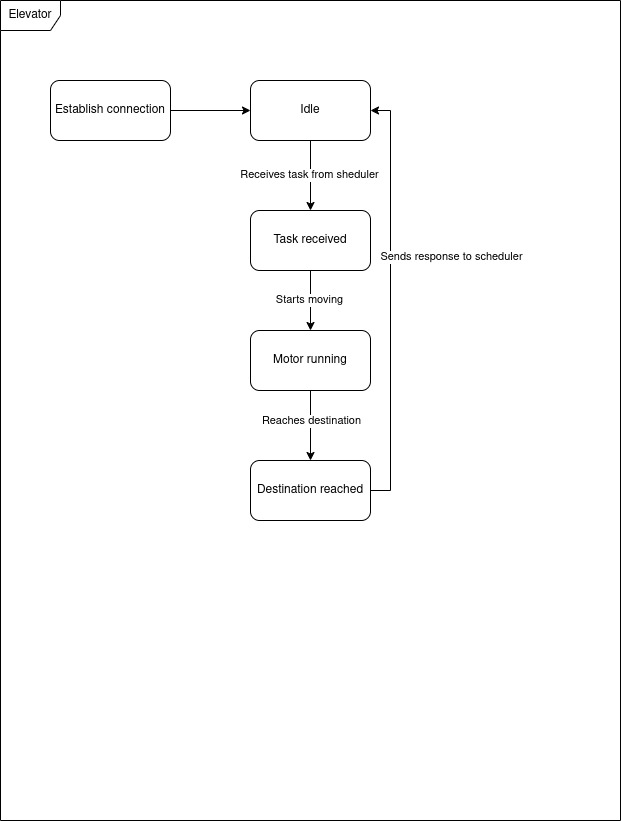 Elevator
Establish connection
Idle
Receives task from sheduler
Task received
Sends response to scheduler
Starts moving
Motor running
Reaches destination
Destination reached